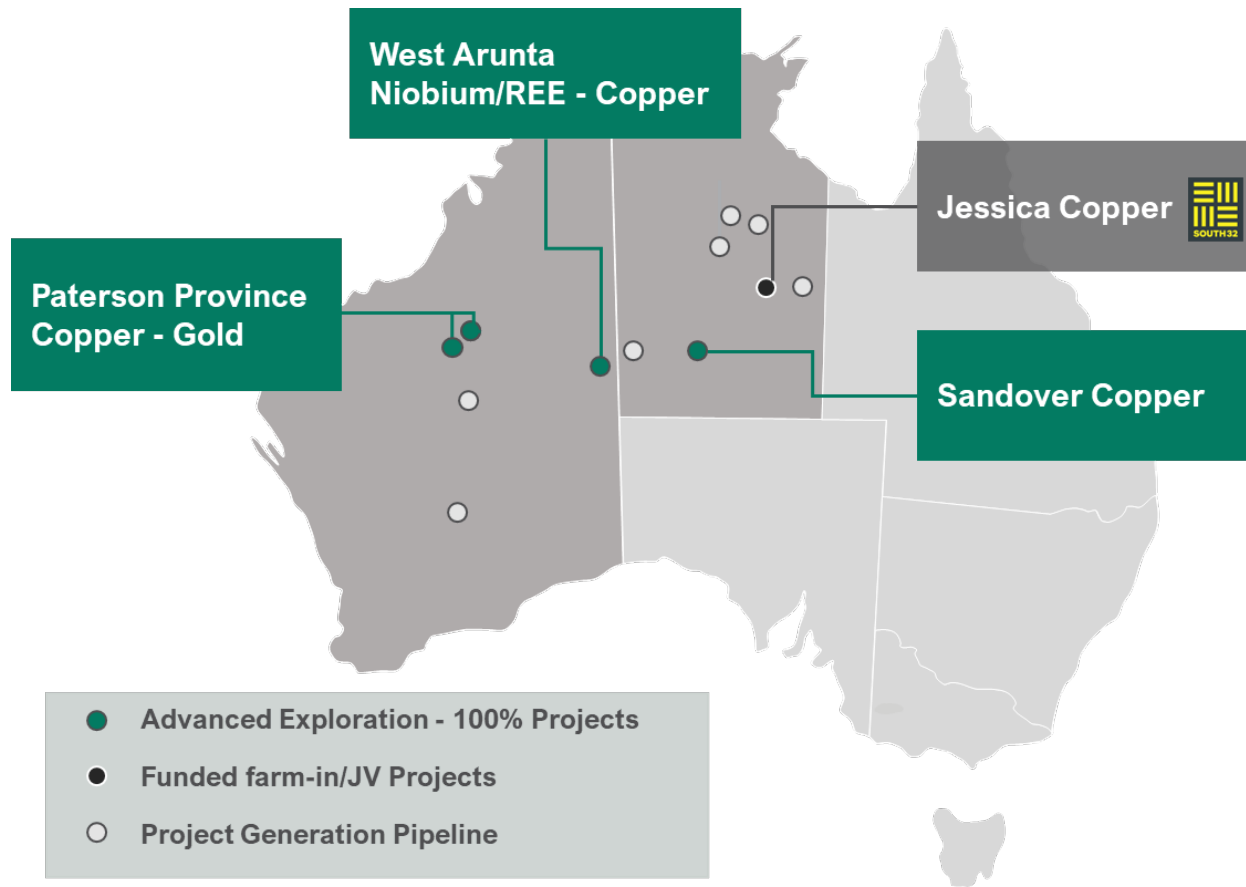 West Arunta
Niobium/REE - Copper
Jessica Copper
SOUTH32
Paterson Province
Copper - Gold
Sandover Copper
Advanced Exploration - 100% Projects
Funded farm-in/JV Projects
Project Generation Pipeline